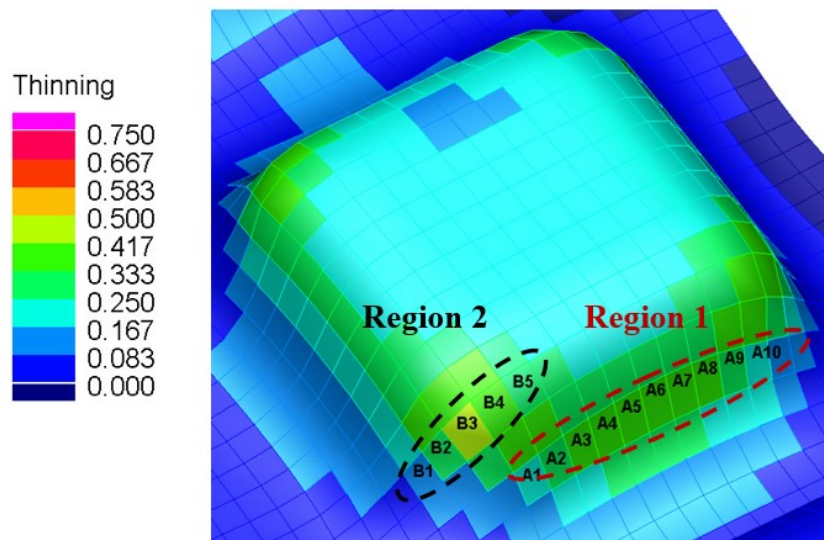 Thinning
0.750
0.667
0.583
0.500
0.417
0.333
0.250
0.167
0.083
0.000
Region 2
Region 1
B1
B2
B3
B4
B5
A1
A2
A3
A4
A5
A6
A7
A8
A9
A10